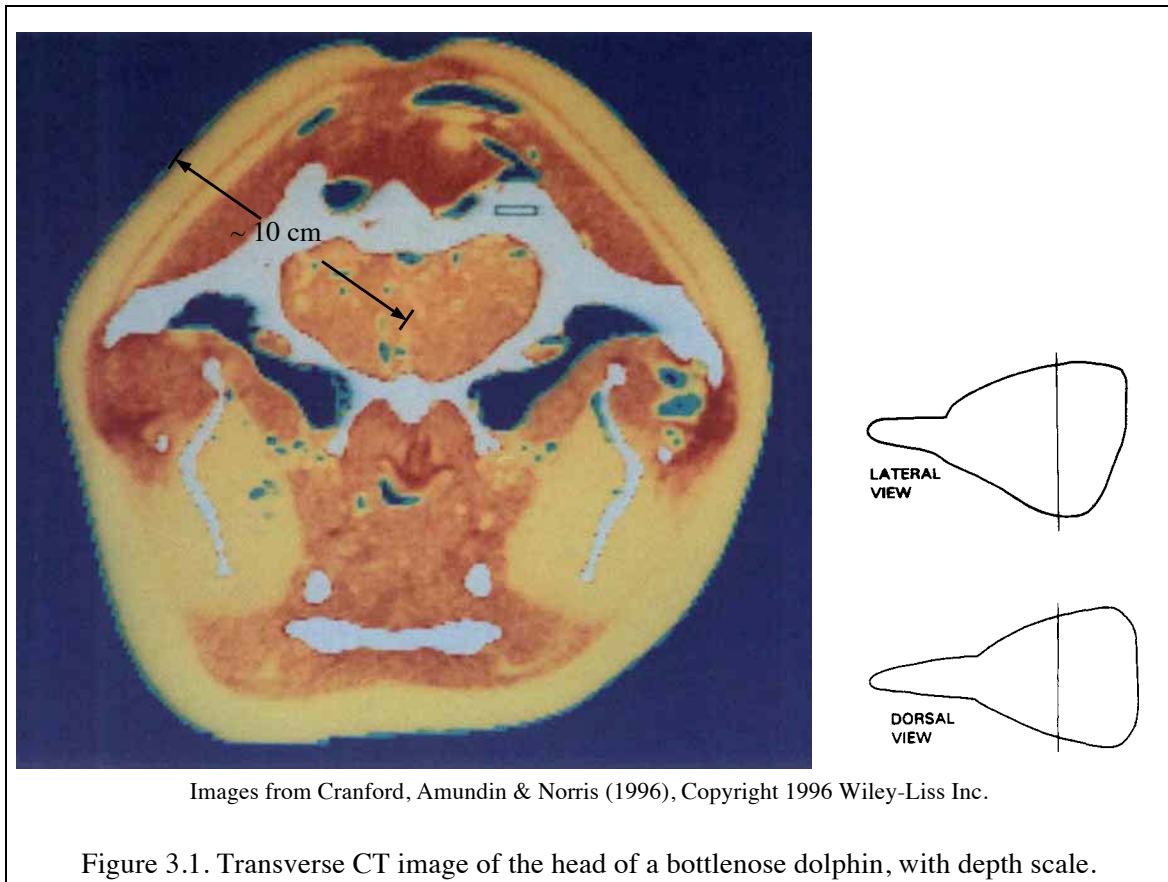 ~ 10 cm
LATERAL
VIEW
DORSAL
VIEW
Images from Cranford, Amundin & Norris (1996), Copyright 1996 Wiley-Liss Inc.
Figure 3.1. Transverse CT image of the head of a bottlenose dolphin, with depth scale.